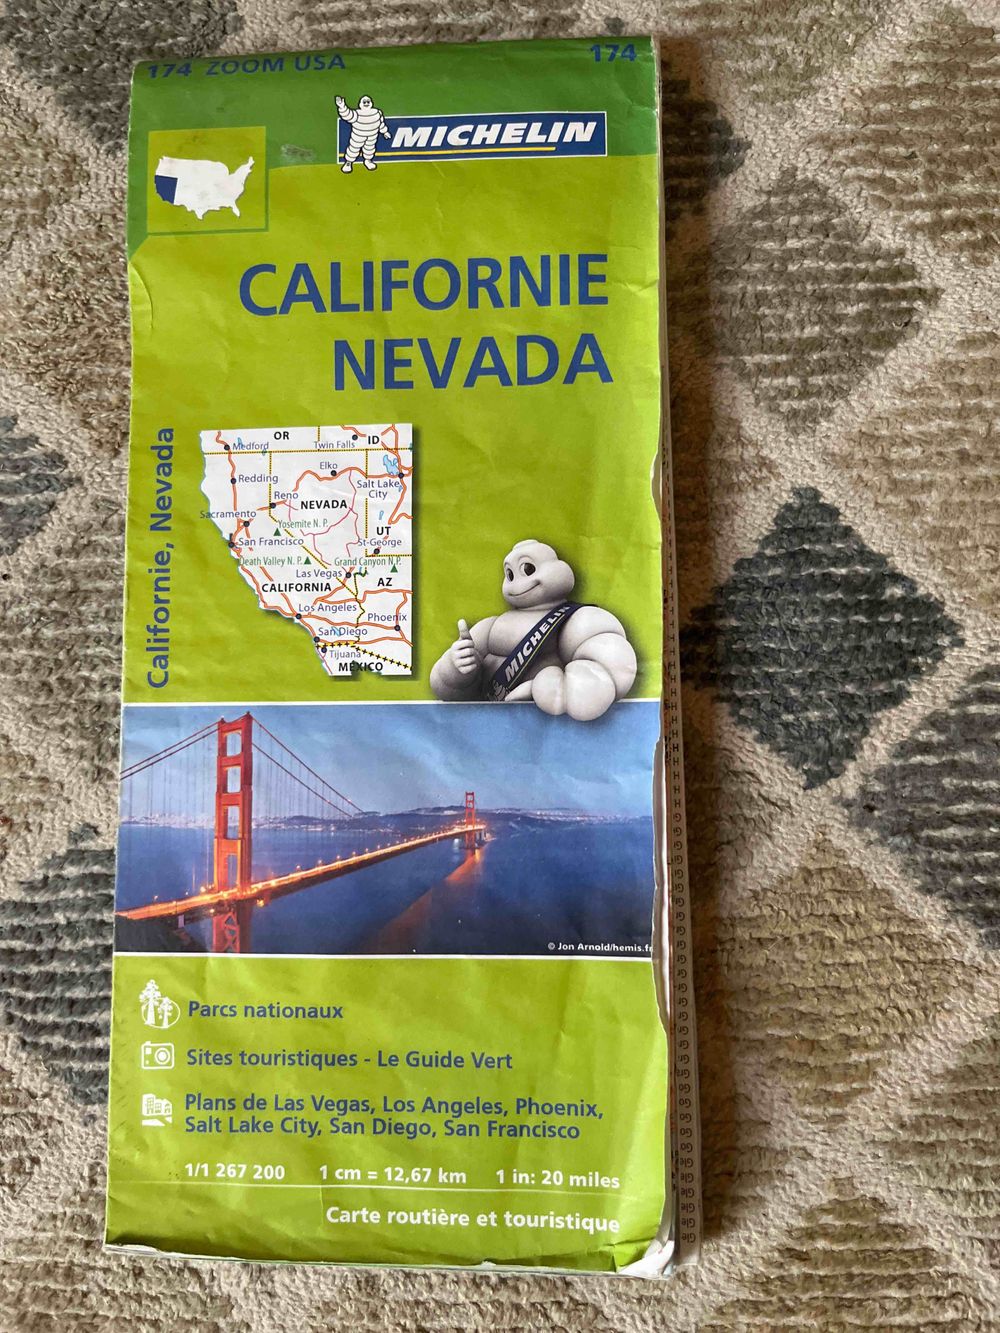 174 ZOOM USA
174
MICHELIN
CALIFORNIE
NEVADA
Californie, Nevada
OR
ID
Medford
Twin Falls
Elko
Redding
Salt Lake
City
Reno
NEVADA
Sacramento
Yosemite N. P.
UT
San Francisco
St-George
Death Valley N. P.
Grand Canyon N.P.
Las Vegas
CALIFORNIA
AZ
Los Angeles
Phoenix
San Diego
Tijuana
MÉXICO
MICHELIN
© Jon Arnold/hemis.fr
Parcs nationaux
Sites touristiques - Le Guide Vert
Plans de Las Vegas, Los Angeles, Phoenix,
Salt Lake City, San Diego, San Francisco
1/1 267 200 1 cm = 12,67 km 1 in: 20 miles
Carte routière et touristique